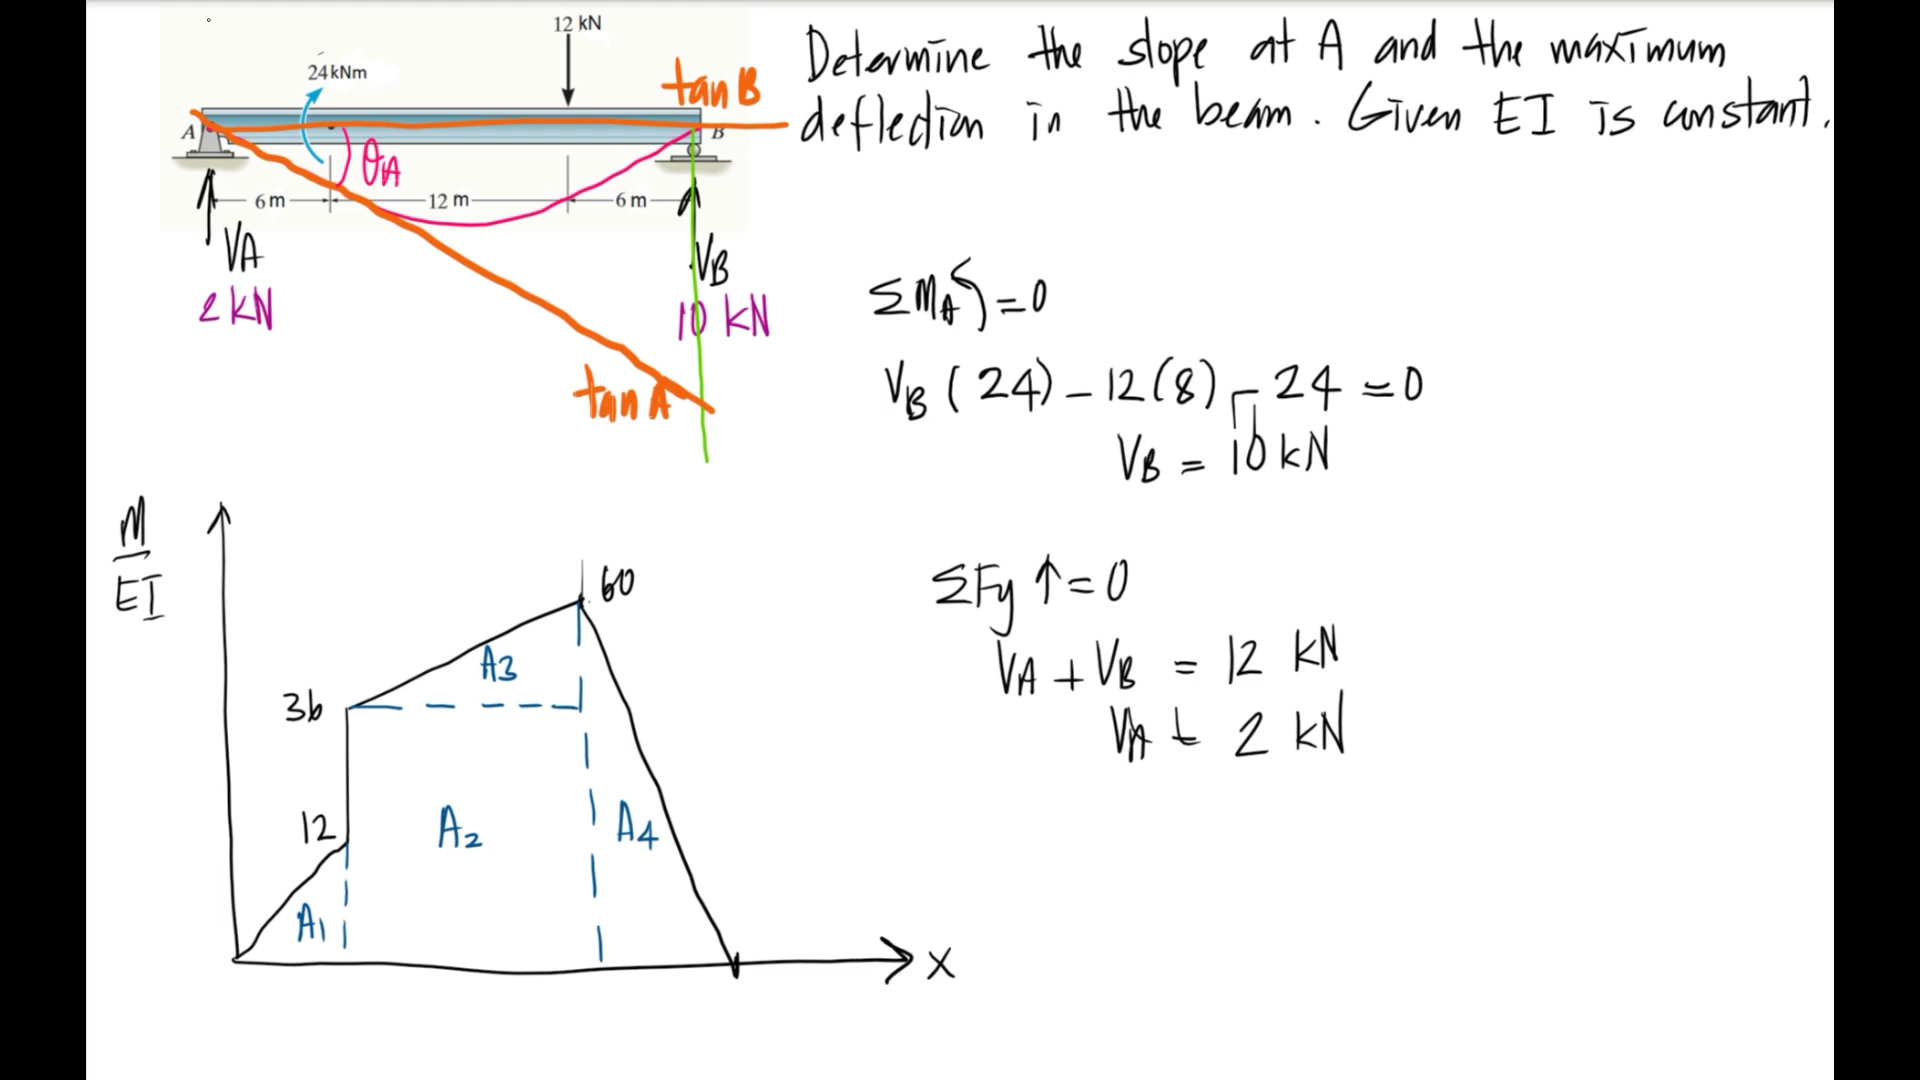 12 kN
24 kNm
tan B
A
B
θA
6 m
12 m
6 m
VA
VB
2 kN
10 kN
tan A
Determine the slope at A and the maximum
deflection in the beam. Given EI is constant.
ΣMA = 0
VB (24) - 12 (8) - 24 = 0
VB = 10 kN
ΣFy ↑ = 0
VA + VB = 12 kN
VA = 2 kN
M
EI
60
36
12
A1
A2
A3
A4
X